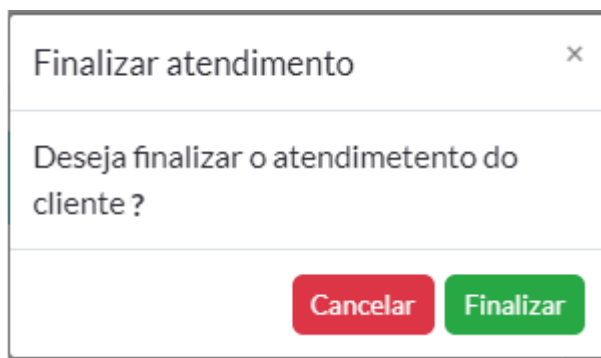 Finalizar atendimento ×
Deseja finalizar o atendimetento do
cliente ?
Cancelar Finalizar